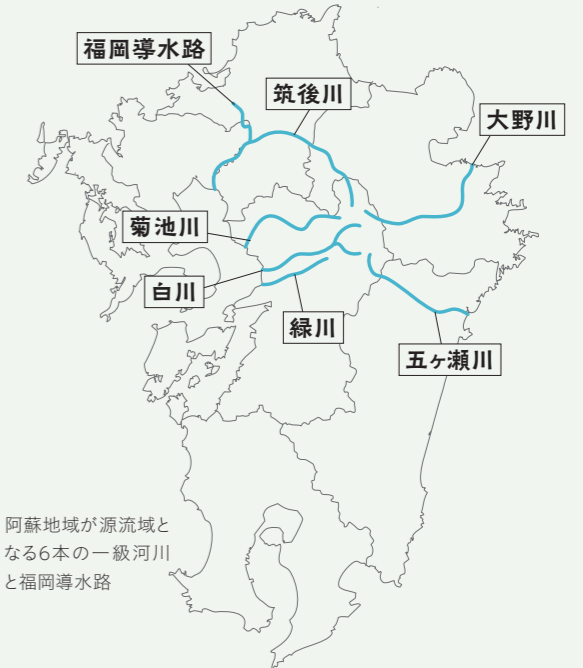 福岡導水路
筑後川
大野川
菊池川
白川
緑川
五ヶ瀬川
阿蘇地域が源流域と
なる6本の一級河川
と福岡導水路